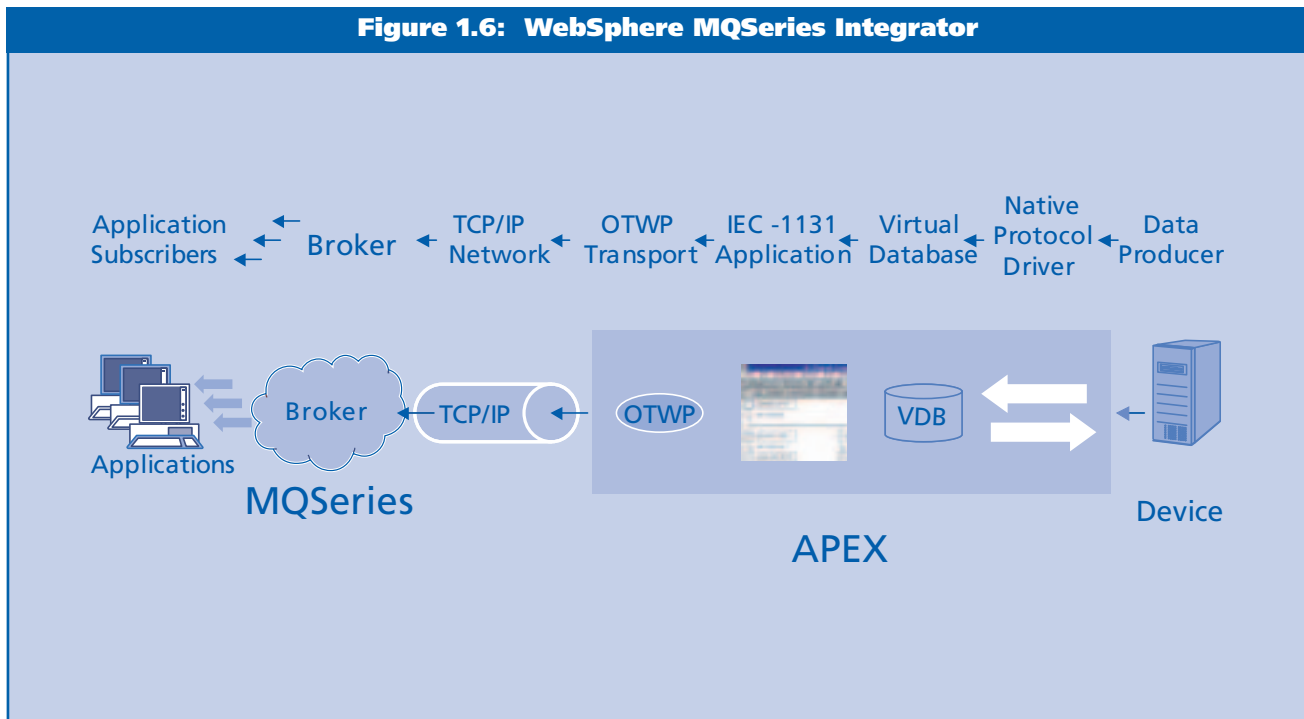 Figure 1.6: WebSphere MQSeries Integrator
Application
Subscribers
Broker
TCP/IP
Network
OTWP
Transport
IEC -1131
Application
Virtual
Database
Native
Protocol
Driver
Data
Producer
Applications
Broker
MQSeries
TCP/IP
OTWP
VDB
APEX
Device